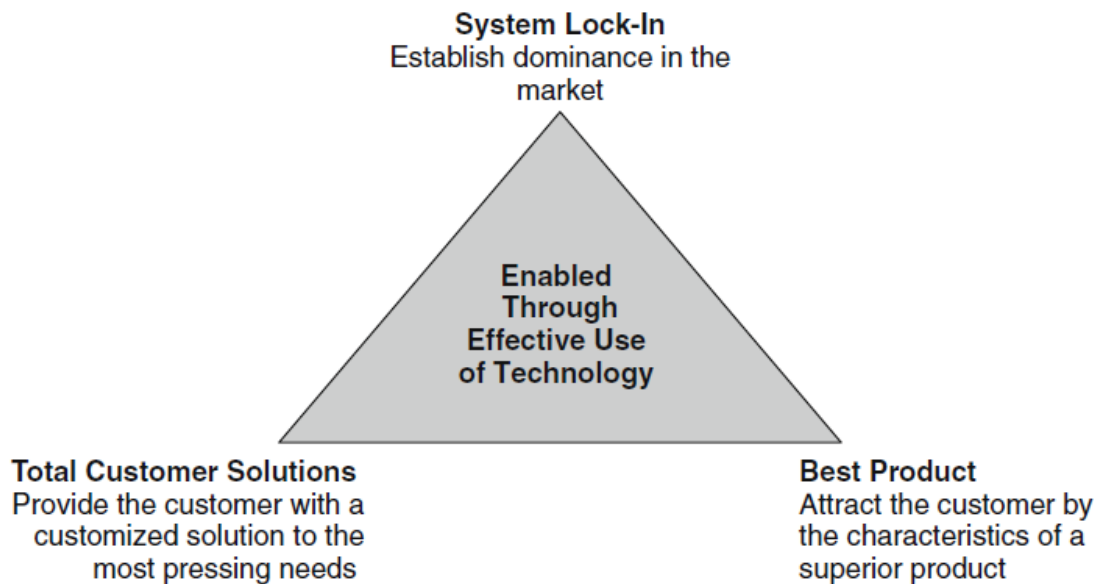 System Lock-In
Establish dominance in the
market
Enabled
Through
Effective Use
of Technology
Total Customer Solutions
Provide the customer with a
customized solution to the
most pressing needs
Best Product
Attract the customer by
the characteristics of a
superior product